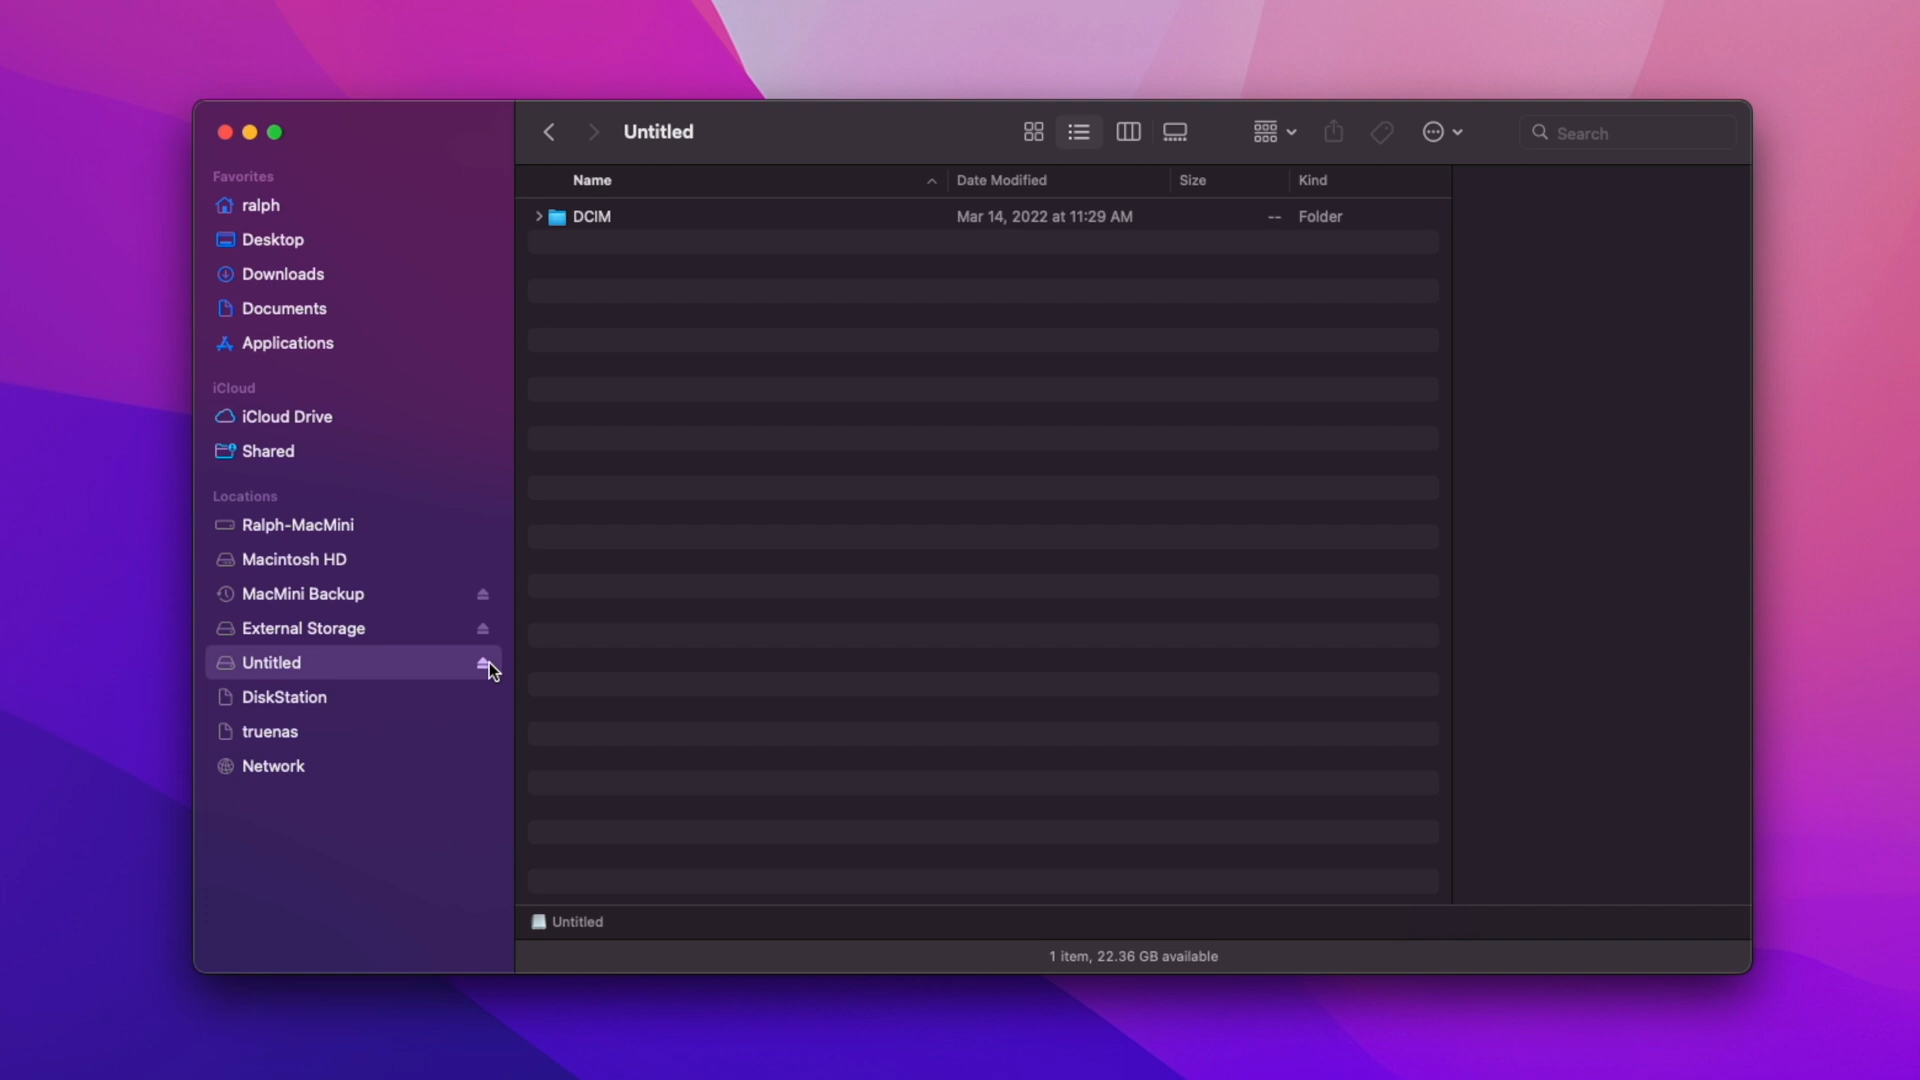 Untitled
Search
Favorites
ralph
Desktop
Downloads
Documents
Applications
iCloud
iCloud Drive
Shared
Locations
Ralph-MacMini
Macintosh HD
MacMini Backup
External Storage
Untitled
DiskStation
truenas
Network
Name Date Modified Size Kind
DCIM Mar 14, 2022 at 11:29 AM -- Folder
Untitled
1 item, 22.36 GB available